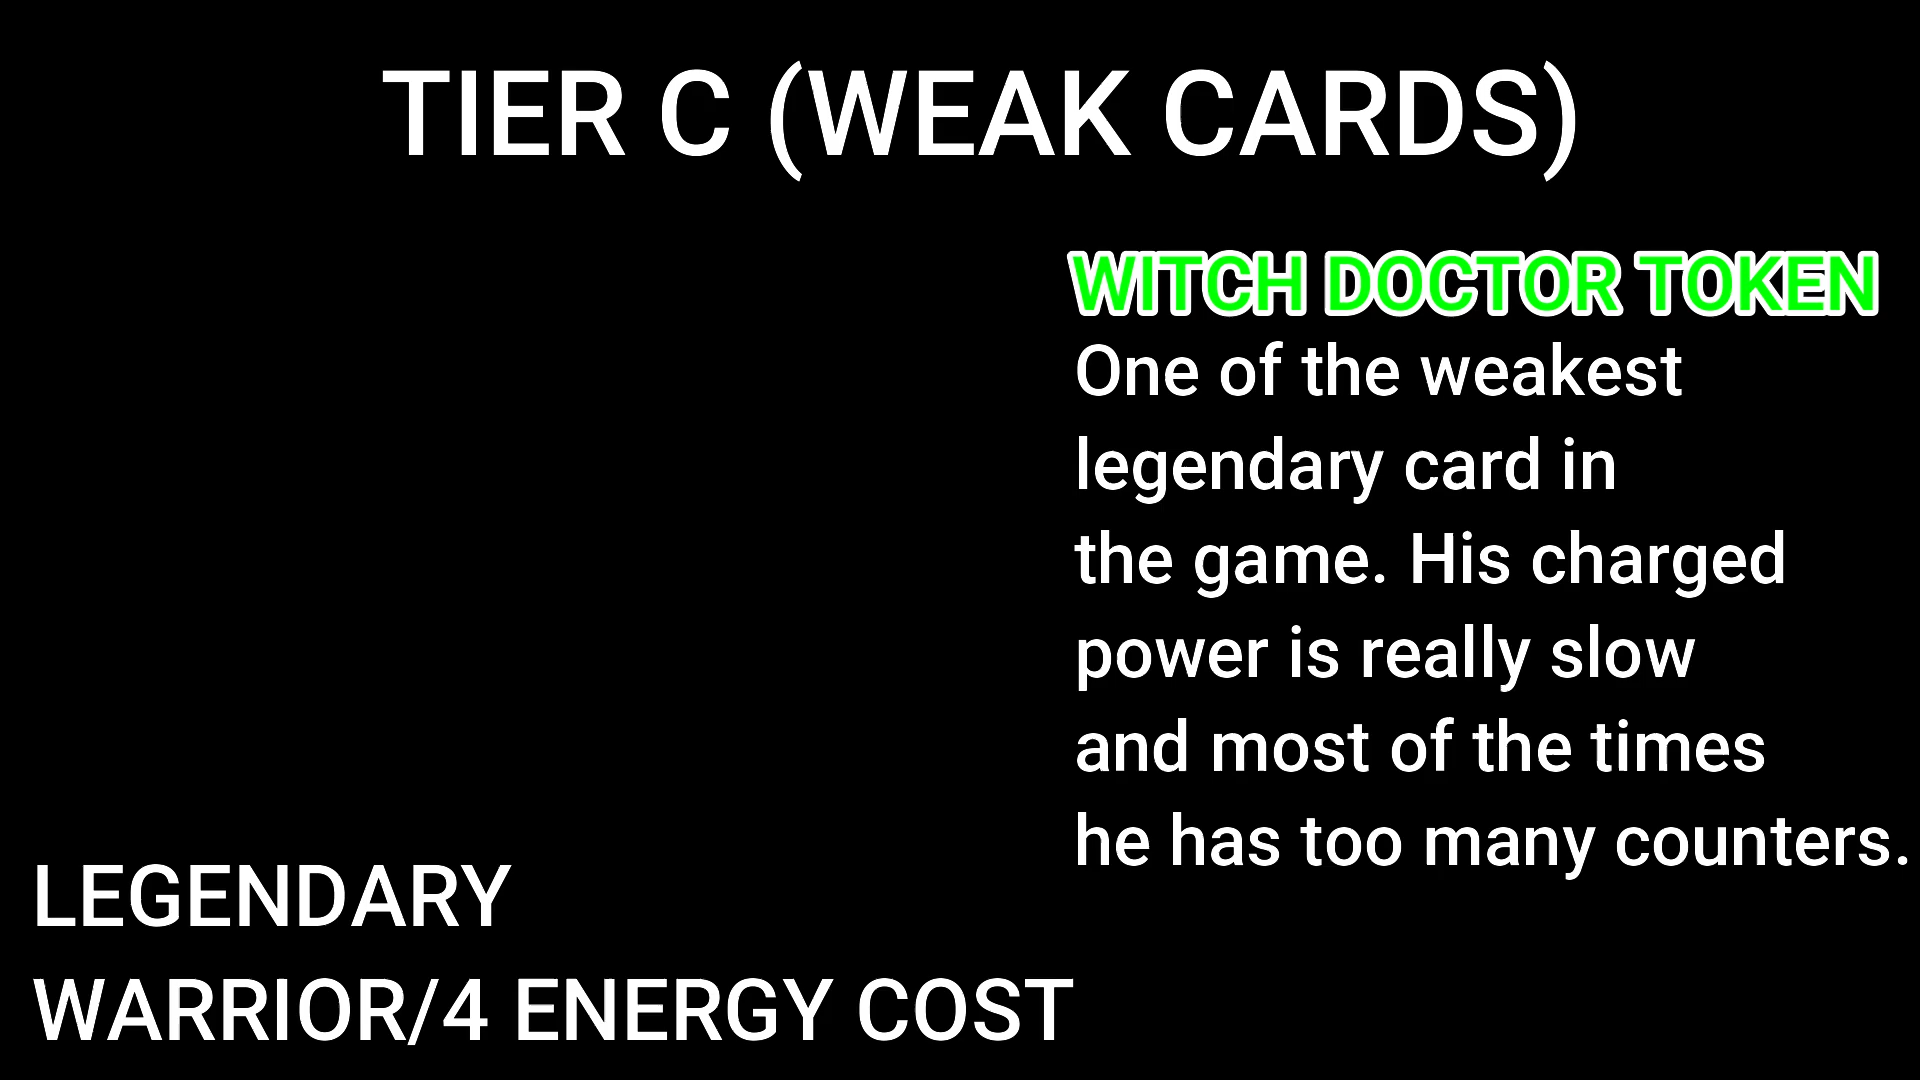 TIER C (WEAK CARDS)
WITCH DOCTOR TOKEN
One of the weakest
legendary card in
the game. His charged
power is really slow
and most of the times
he has too many counters.
LEGENDARY
WARRIOR/4 ENERGY COST